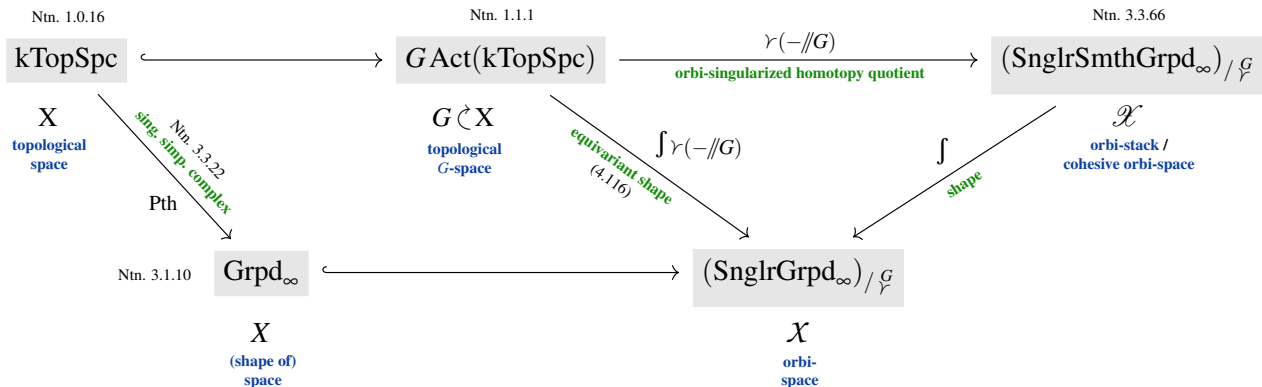 Ntn. 1.0.16
Ntn. 1.1.1
Ntn. 3.3.66
kTopSpc
G Act(kTopSpc)
ʏ(−⫽G)
orbi-singularized homotopy quotient
(SnglrSmthGrpd∞)/ʏG
X
topological
space
G ⟳ X
topological
G-space
𝒳
orbi-stack /
cohesive orbi-space
Ntn. 3.3.22
sing. simp. complex
Pth
∫ ʏ(−⫽G)
equivariant shape
(4.116)
∫
shape
Ntn. 3.1.10
Grpd∞
(SnglrGrpd∞)/ʏG
X
(shape of)
space
𝒳
orbi-
space